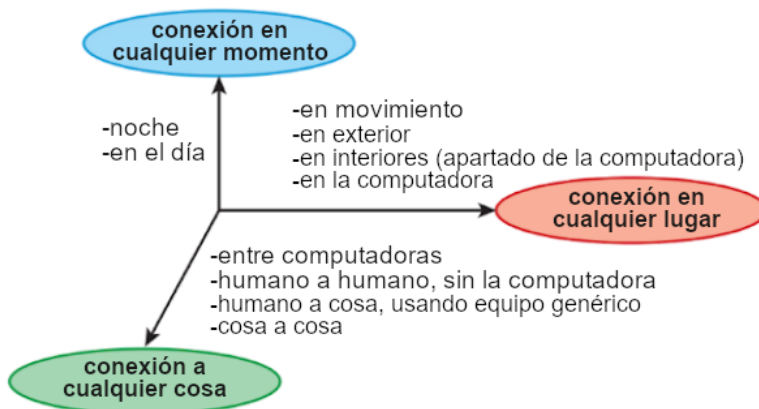 conexión en
cualquier momento
-noche
-en el día
-en movimiento
-en exterior
-en interiores (apartado de la computadora)
-en la computadora
conexión en
cualquier lugar
-entre computadoras
-humano a humano, sin la computadora
-humano a cosa, usando equipo genérico
-cosa a cosa
conexión a
cualquier cosa